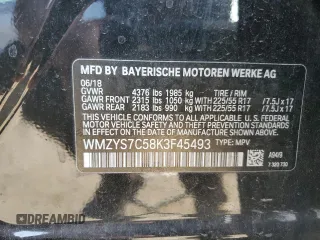 MFD BY BAYERISCHE MOTOREN WERKE AG
06/18
GVWR 4376 lbs 1985 kg TIRE / RIM
GAWR FRONT 2315 lbs 1050 kg 225/55 R17 /7.5J x 17
GAWR REAR 2183 lbs 990 kg 225/55 R17 /7.5J x 17
THIS VEHICLE CONFORMS TO ALL APPLICABLE
U.S. FEDERAL MOTOR VEHICLE SAFETY
AND THEFT PREVENTION STANDARDS IN EFFECT
ON THE DATE OF MANUFACTURE SHOWN ABOVE.
WMZYS7C58K3F45493 TYPE: MPV
DREAMBID